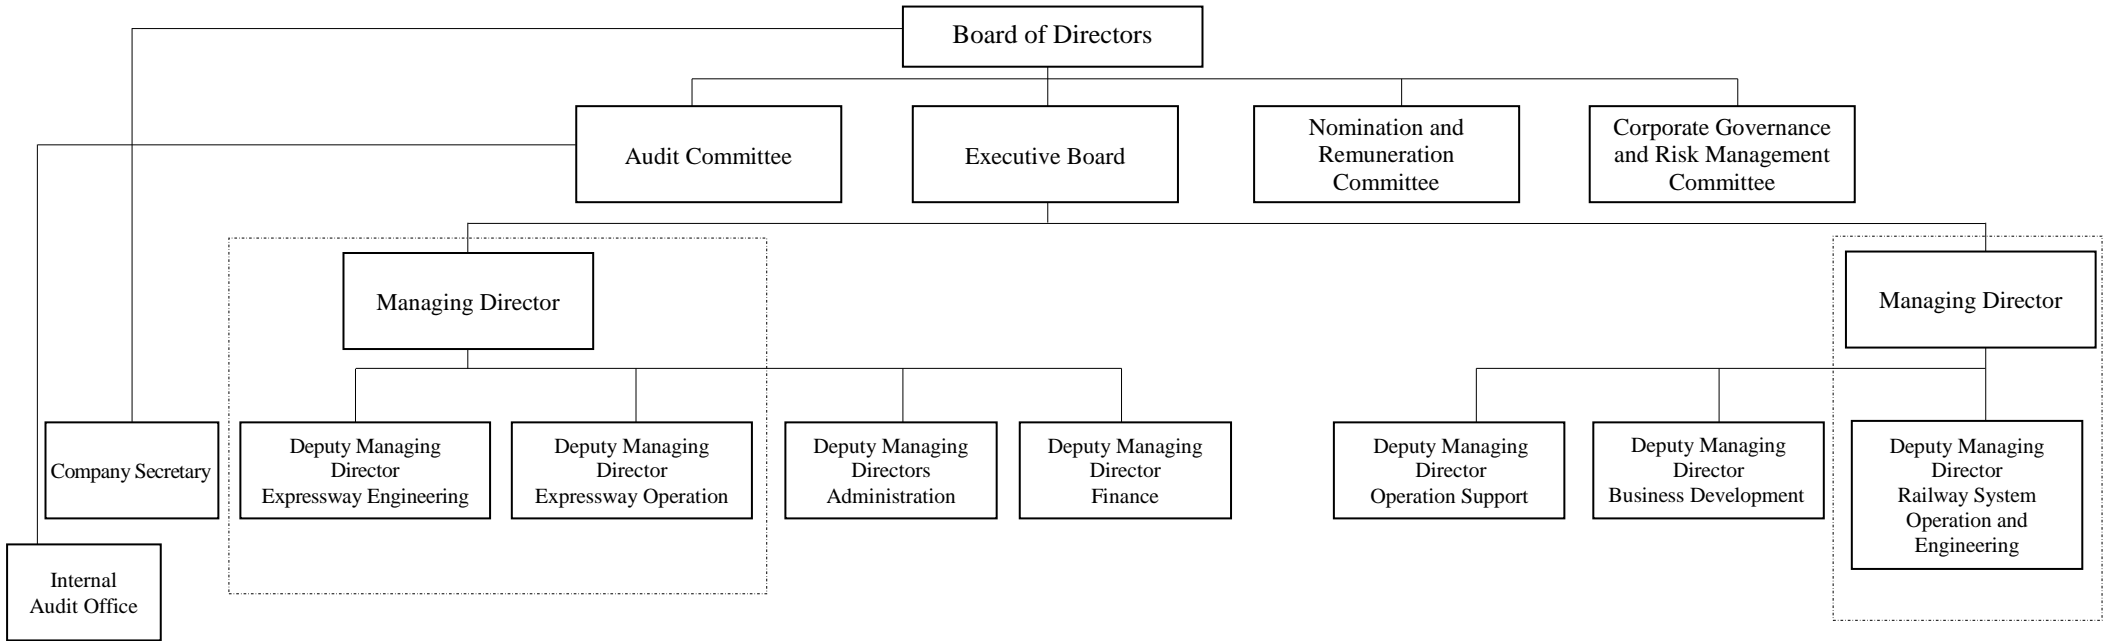 Board of Directors
Audit Committee
Executive Board
Nomination and
Remuneration
Committee
Corporate Governance
and Risk Management
Committee
Managing Director
Managing Director
Company Secretary
Deputy Managing
Director
Expressway Engineering
Deputy Managing
Director
Expressway Operation
Deputy Managing
Directors
Administration
Deputy Managing
Director
Finance
Deputy Managing
Director
Operation Support
Deputy Managing
Director
Business Development
Deputy Managing
Director
Railway System
Operation and
Engineering
Internal
Audit Office